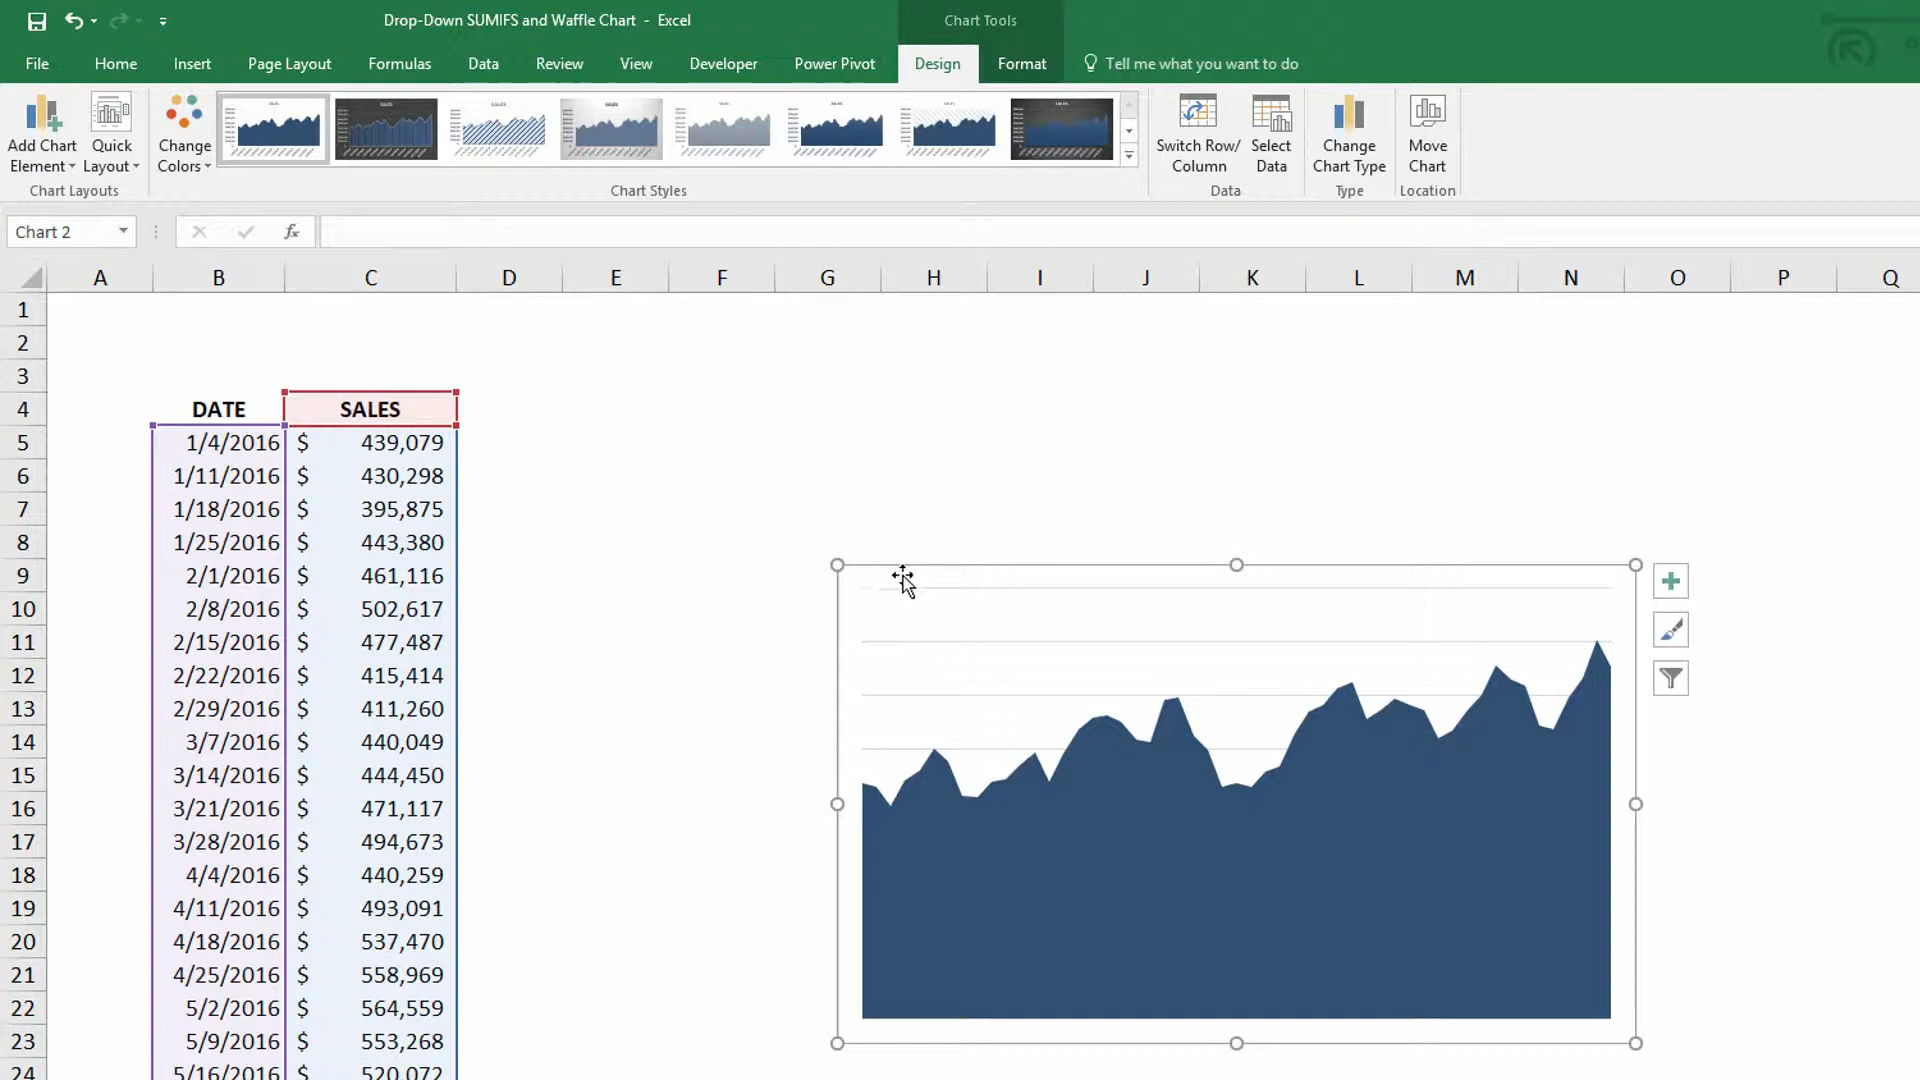 Drop-Down SUMIFS and Waffle Chart - Excel
Chart Tools
File Home Insert Page Layout Formulas Data Review View Developer Power Pivot Design Format Tell me what you want to do
Add Chart Element
Quick Layout
Change Colors
Switch Row/Column
Select Data
Change Chart Type
Move Chart
Chart Layouts Chart Styles Data Type Location
Chart 2 fx
A B C D E F G H I J K L M N O P Q
1
2
3
4 DATE SALES
5 1/4/2016 $ 439,079
6 1/11/2016 $ 430,298
7 1/18/2016 $ 395,875
8 1/25/2016 $ 443,380
9 2/1/2016 $ 461,116
10 2/8/2016 $ 502,617
11 2/15/2016 $ 477,487
12 2/22/2016 $ 415,414
13 2/29/2016 $ 411,260
14 3/7/2016 $ 440,049
15 3/14/2016 $ 444,450
16 3/21/2016 $ 471,117
17 3/28/2016 $ 494,673
18 4/4/2016 $ 440,259
19 4/11/2016 $ 493,091
20 4/18/2016 $ 537,470
21 4/25/2016 $ 558,969
22 5/2/2016 $ 564,559
23 5/9/2016 $ 553,268
24 5/16/2016 $ 520,072